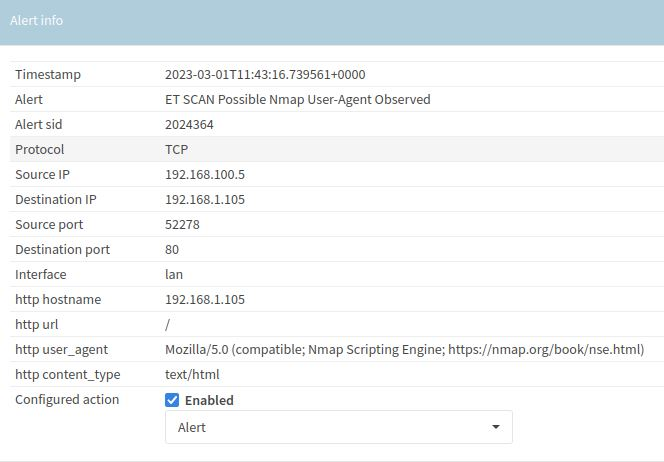 Alert info
Timestamp 2023-03-01T11:43:16.739561+0000
Alert ET SCAN Possible Nmap User-Agent Observed
Alert sid 2024364
Protocol TCP
Source IP 192.168.100.5
Destination IP 192.168.1.105
Source port 52278
Destination port 80
Interface lan
http hostname 192.168.1.105
http url /
http user_agent Mozilla/5.0 (compatible; Nmap Scripting Engine; https://nmap.org/book/nse.html)
http content_type text/html
Configured action Enabled
Alert